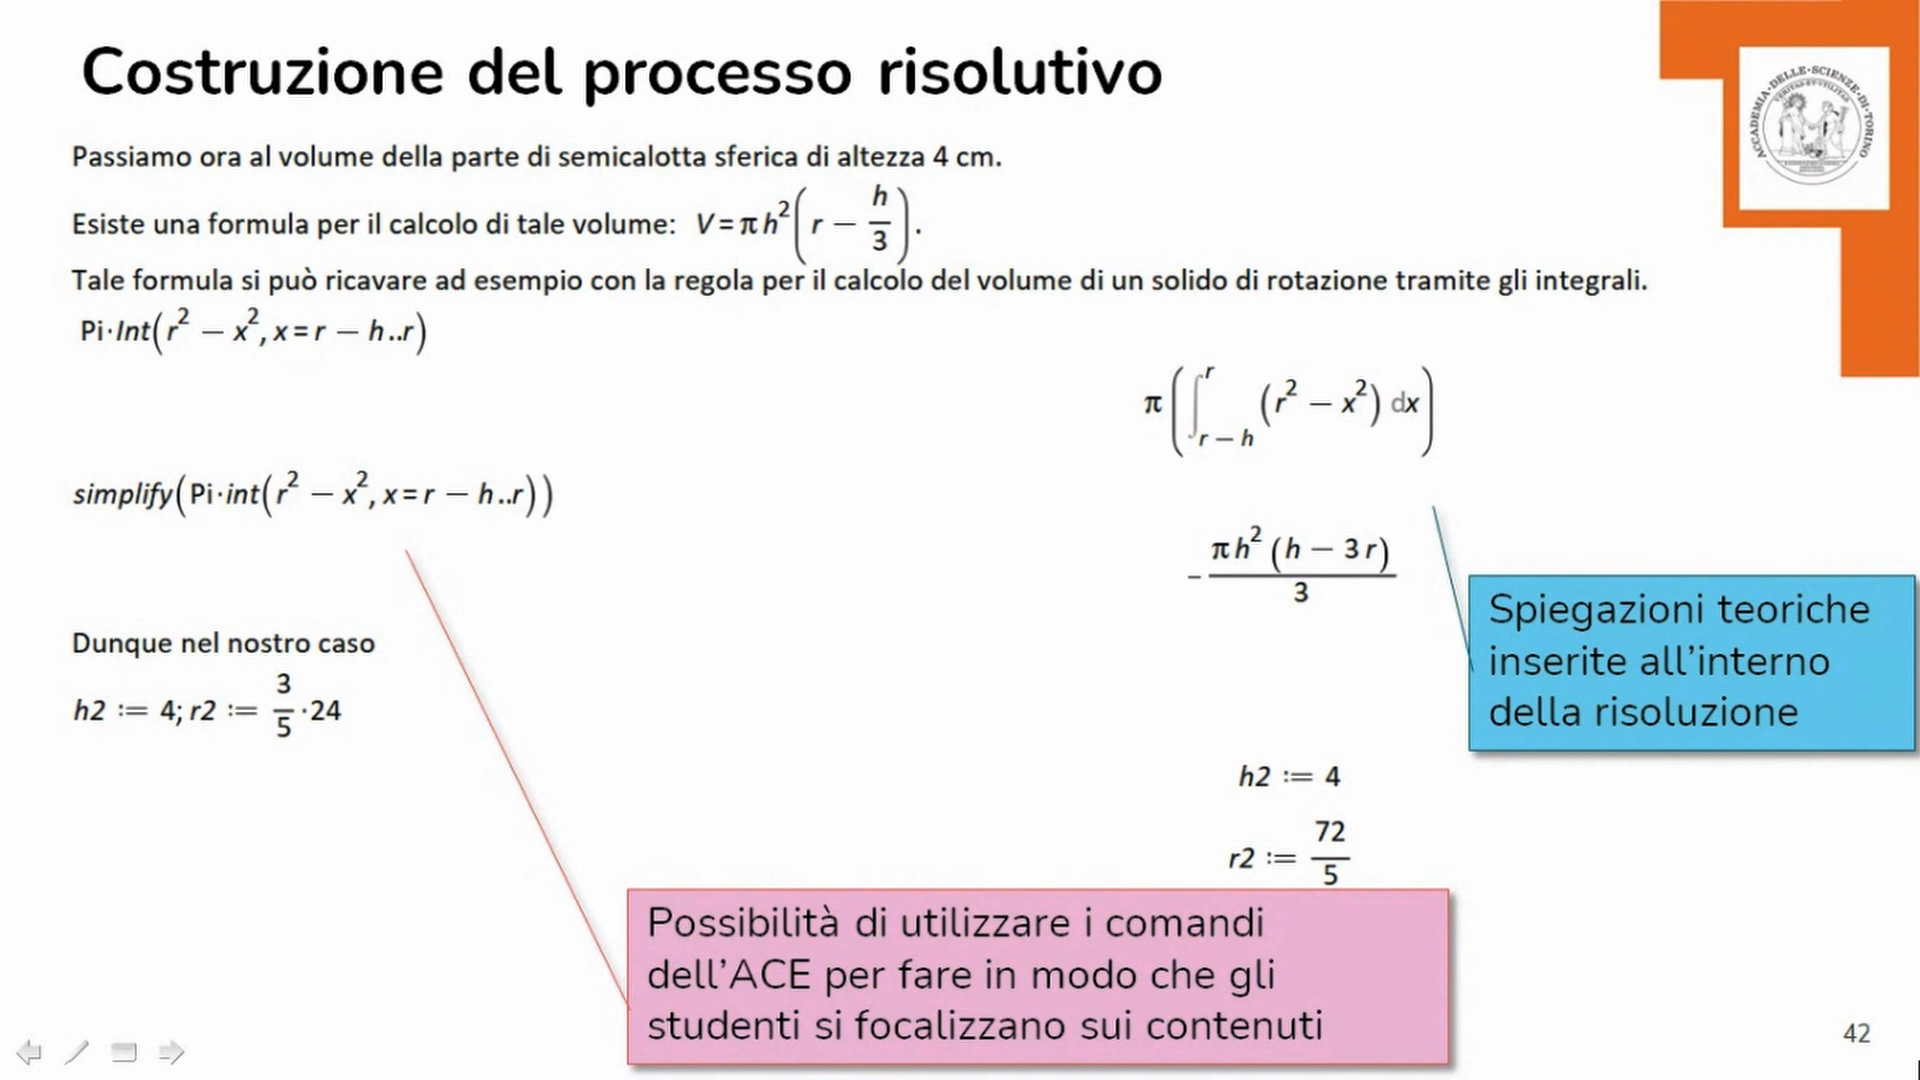 Costruzione del processo risolutivo
ACCADEMIA·DELLE·SCIENZE·DI·TORINO
Passiamo ora al volume della parte di semicalotta sferica di altezza 4 cm.
Esiste una formula per il calcolo di tale volume: V = π h²(r − h/3).
Tale formula si può ricavare ad esempio con la regola per il calcolo del volume di un solido di rotazione tramite gli integrali.
Pi·Int(r² − x², x = r − h..r)
π(∫_{r − h}^{r} (r² − x²) dx)
simplify(Pi·int(r² − x², x = r − h..r))
− π h² (h − 3 r) / 3
Spiegazioni teoriche
inserite all’interno
della risoluzione
Dunque nel nostro caso
h2 := 4; r2 := 3/5 · 24
h2 := 4
r2 := 72/5
Possibilità di utilizzare i comandi
dell’ACE per fare in modo che gli
studenti si focalizzano sui contenuti
42